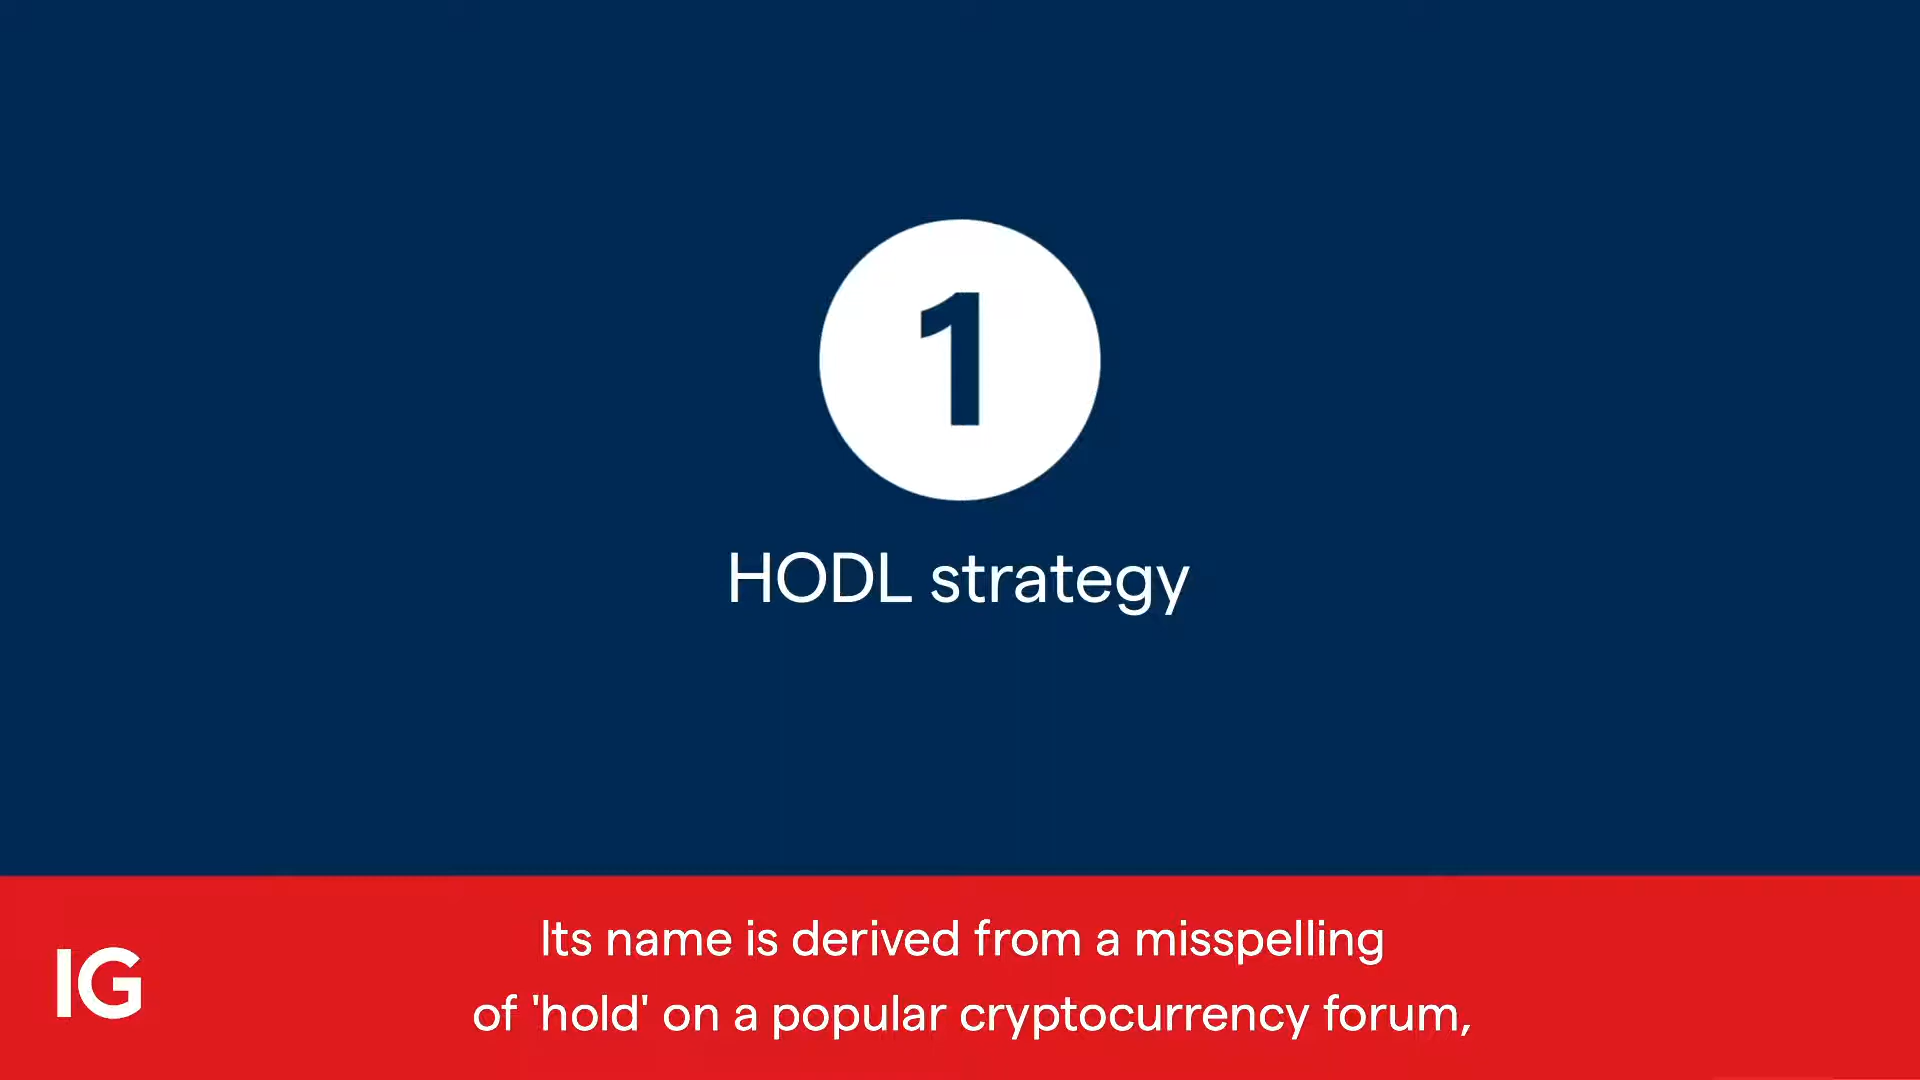 1
HODL strategy
Its name is derived from a misspelling
of 'hold' on a popular cryptocurrency forum,
IG